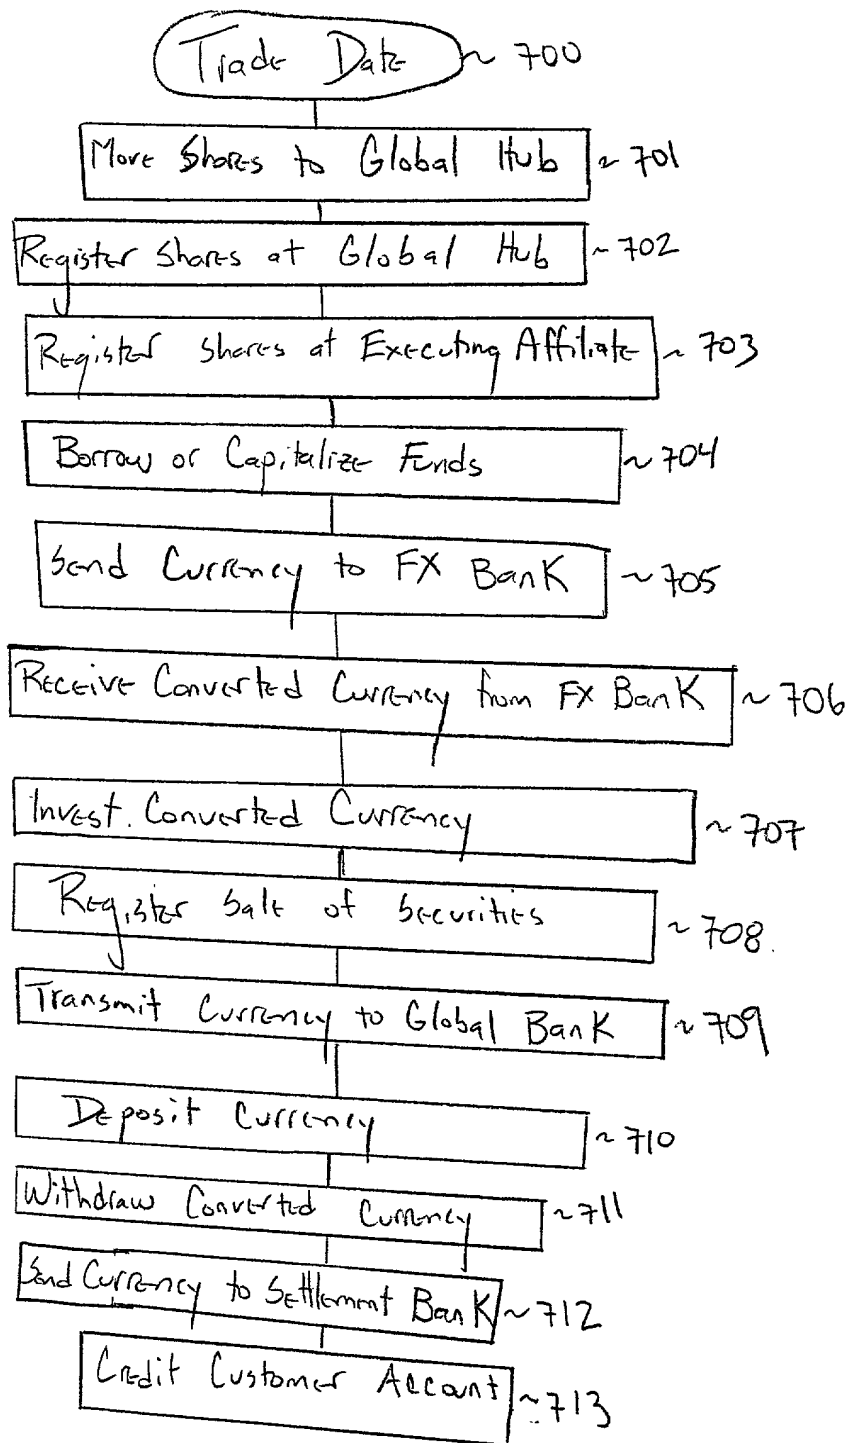 Trade Date ~ 700
More Shares to Global Hub ~ 701
Register Shares at Global Hub ~ 702
Register Shares at Executing Affiliate ~ 703
Borrow or Capitalize Funds ~ 704
Send Currency to FX Bank ~ 705
Receive Converted Currency from FX Bank ~ 706
Invest. Converted Currency ~ 707
Register Sale of Securities ~ 708.
Transmit Currency to Global Bank ~ 709
Deposit Currency ~ 710
Withdraw Converted Currency ~ 711
Send Currency to Settlement Bank ~ 712
Credit Customer Account ~ 713